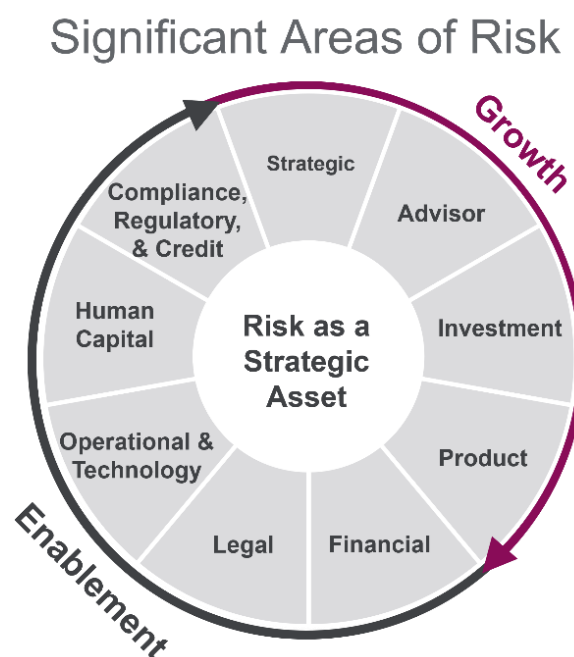 Significant Areas of Risk
Growth
Strategic
Advisor
Investment
Product
Financial
Legal
Operational &
Technology
Human
Capital
Compliance,
Regulatory,
& Credit
Risk as a
Strategic
Asset
Enablement